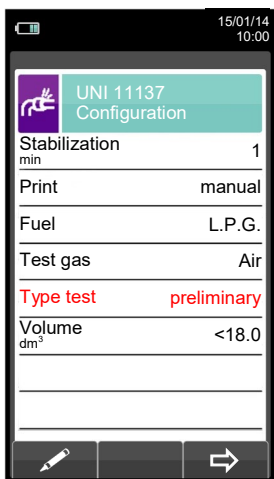 15/01/14
10:00
UNI 11137
Configuration
Stabilization 1
min
Print manual
Fuel L.P.G.
Test gas Air
Type test preliminary
Volume <18.0
dm³